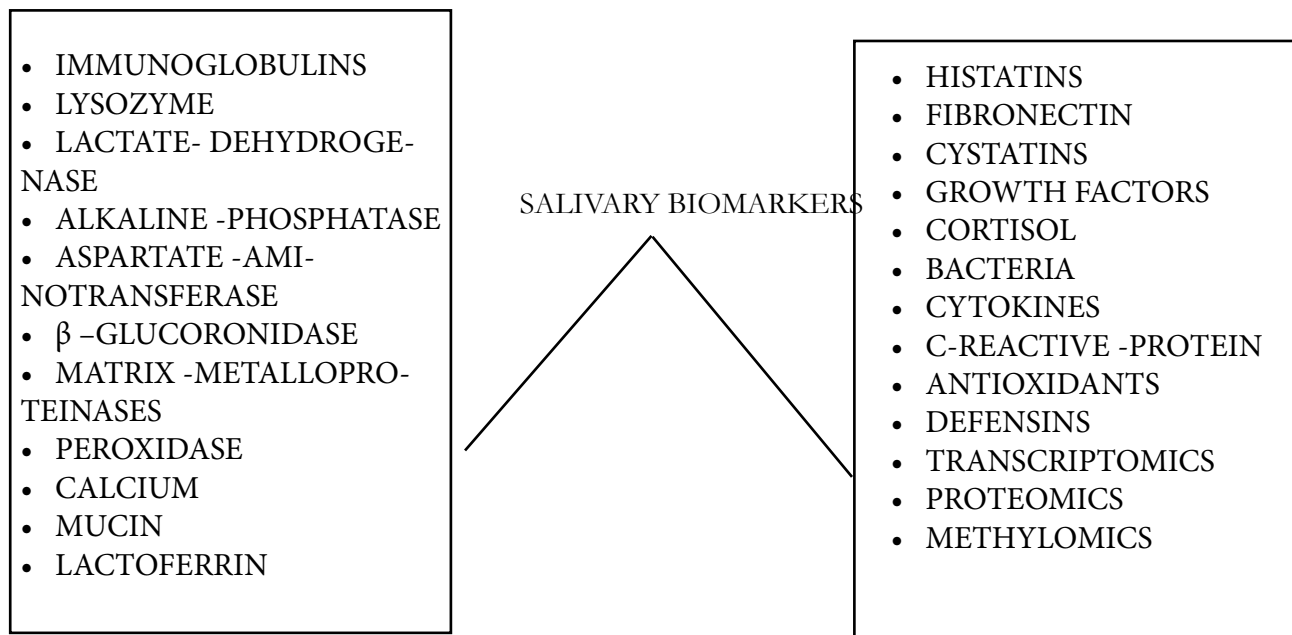 • IMMUNOGLOBULINS
• LYSOZYME
• LACTATE- DEHYDROGE-
NASE
• ALKALINE -PHOSPHATASE
• ASPARTATE -AMI-
NOTRANSFERASE
• β –GLUCORONIDASE
• MATRIX -METALLOPRO-
TEINASES
• PEROXIDASE
• CALCIUM
• MUCIN
• LACTOFERRIN
SALIVARY BIOMARKERS
• HISTATINS
• FIBRONECTIN
• CYSTATINS
• GROWTH FACTORS
• CORTISOL
• BACTERIA
• CYTOKINES
• C-REACTIVE -PROTEIN
• ANTIOXIDANTS
• DEFENSINS
• TRANSCRIPTOMICS
• PROTEOMICS
• METHYLOMICS